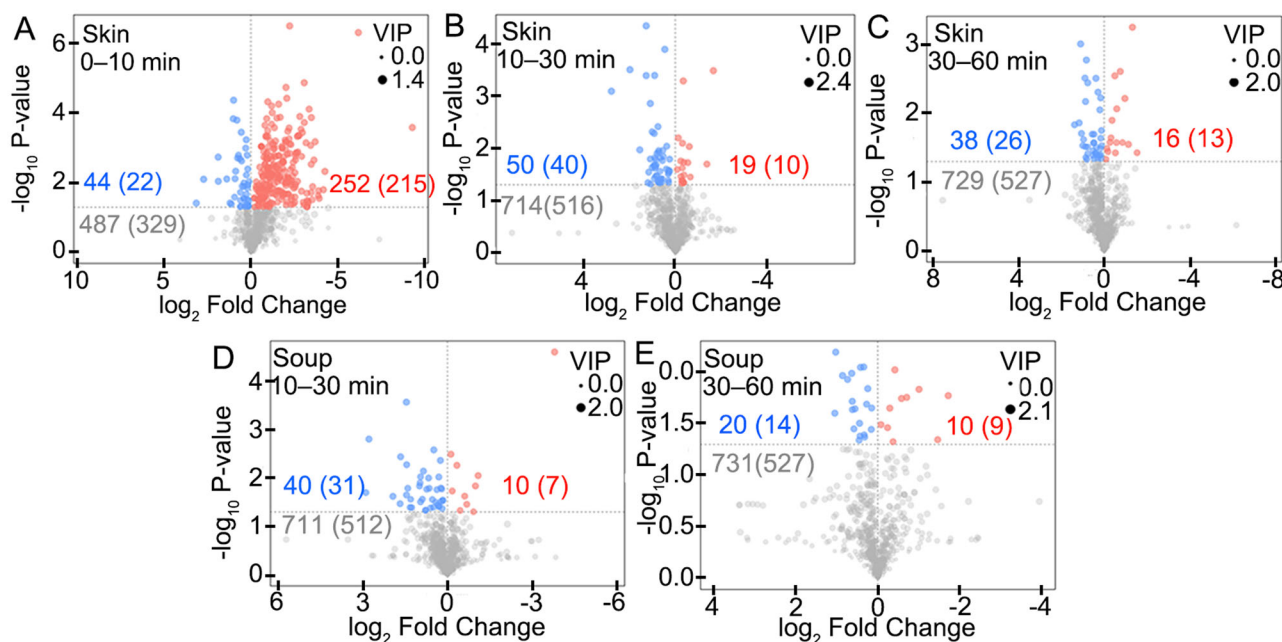 A
Skin
0–10 min
VIP
0.0
1.4
44 (22)
252 (215)
487 (329)
6
4
2
0
-log10 P-value
10
5
0
-5
-10
log2 Fold Change
B
Skin
10–30 min
VIP
0.0
2.4
50 (40)
19 (10)
714(516)
4
3
2
1
0
-log10 P-value
4
0
-4
log2 Fold Change
C
Skin
30–60 min
VIP
0.0
2.0
38 (26)
16 (13)
729 (527)
3
2
1
0
-log10 P-value
8
4
0
-4
-8
log2 Fold Change
D
Soup
10–30 min
VIP
0.0
2.0
40 (31)
10 (7)
711 (512)
4
3
2
1
0
-log10 P-value
6
3
0
-3
-6
log2 Fold Change
E
Soup
30–60 min
VIP
0.0
2.1
20 (14)
10 (9)
731(527)
0.0
1.5
1.0
0.5
0.0
-log10 P-value
4
2
0
-2
-4
log2 Fold Change